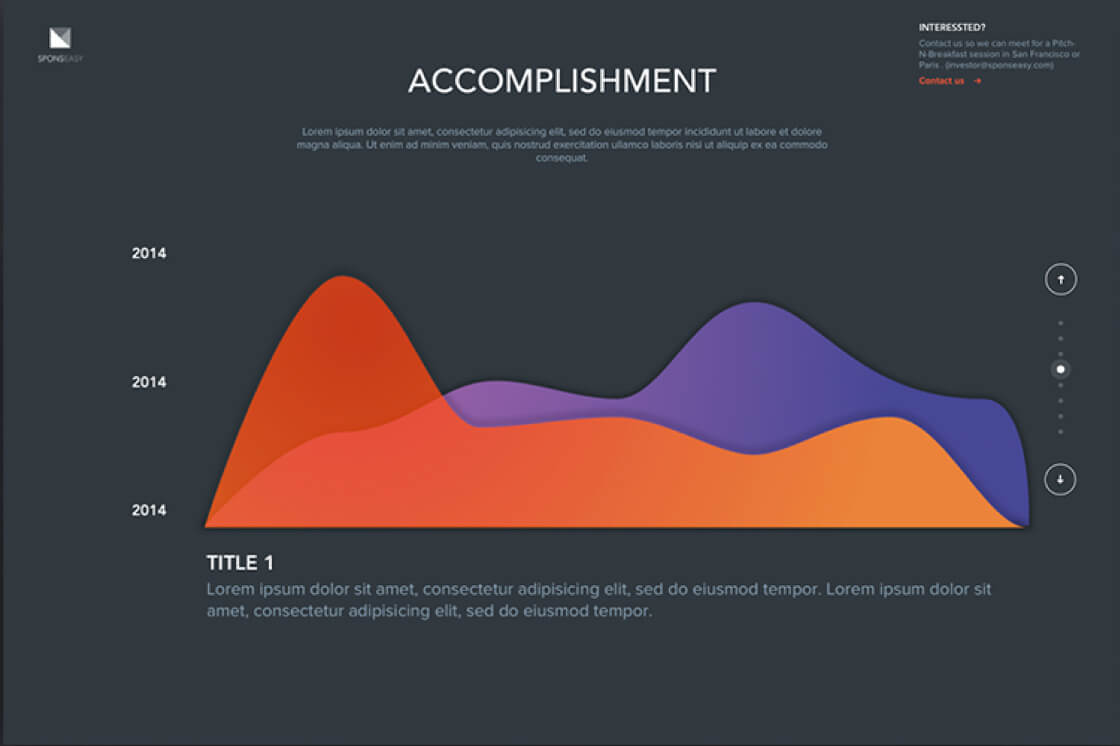 SPONSEASY
INTERESSTED?
Contact us so we can meet for a Pitch-
N-Breakfast session in San Francisco or
Paris . (investor@sponseasy.com)
Contact us →
ACCOMPLISHMENT
Lorem ipsum dolor sit amet, consectetur adipisicing elit, sed do eiusmod tempor incididunt ut labore et dolore
magna aliqua. Ut enim ad minim veniam, quis nostrud exercitation ullamco laboris nisi ut aliquip ex ea commodo
consequat.
2014
2014
2014
TITLE 1
Lorem ipsum dolor sit amet, consectetur adipisicing elit, sed do eiusmod tempor. Lorem ipsum dolor sit
amet, consectetur adipisicing elit, sed do eiusmod tempor.